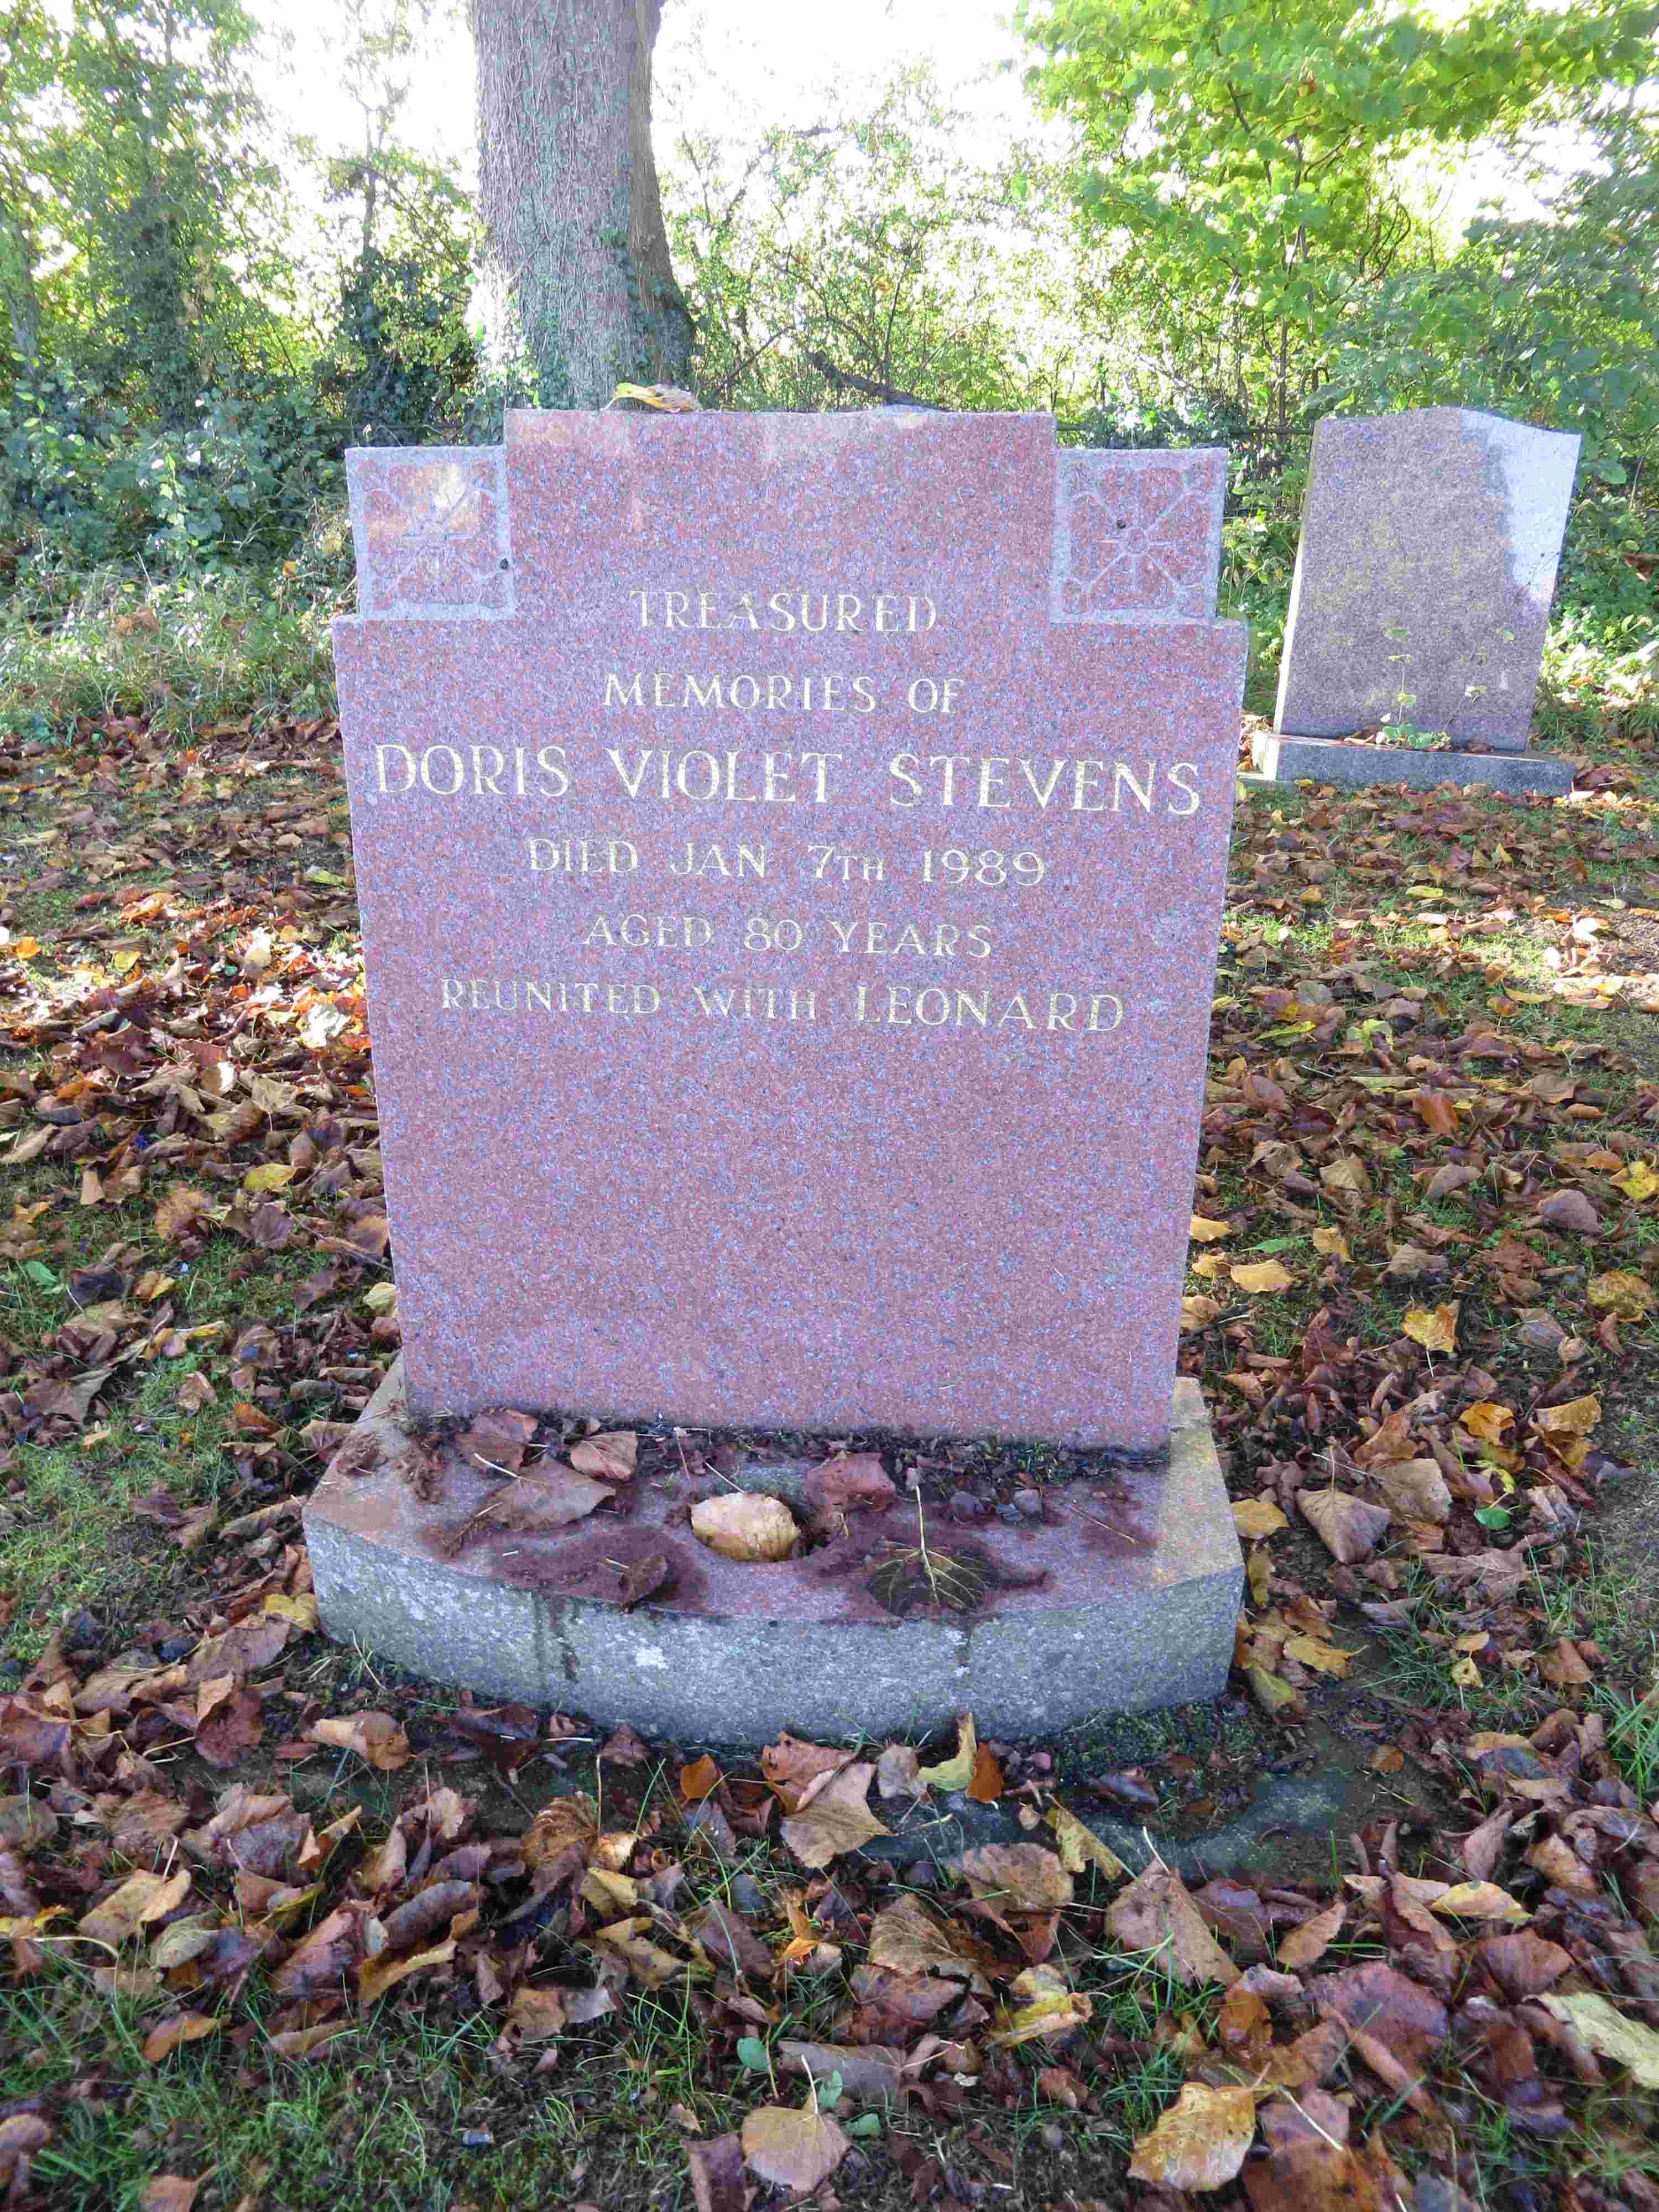 TREASURED
MEMORIES OF
DORIS VIOLET STEVENS
DIED JAN 7TH 1989
AGED 80 YEARS
REUNITED WITH LEONARD